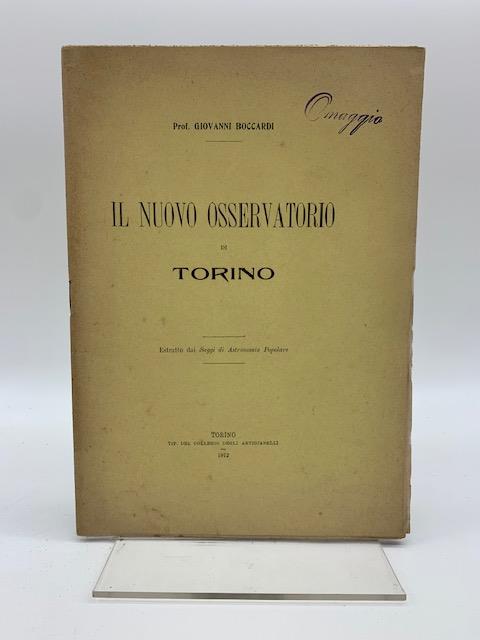 Omaggio
Prof. GIOVANNI BOCCARDI
IL NUOVO OSSERVATORIO
DI
TORINO
Estratto dai Saggi di Astronomia Popolare
TORINO
TIP. DEL COLLEGIO DEGLI ARTIGIANELLI
1912